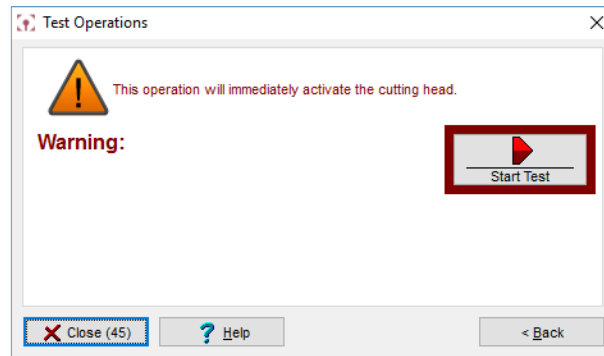 Test Operations
This operation will immediately activate the cutting head.
Warning:
Start Test
Close (45)
Help
< Back